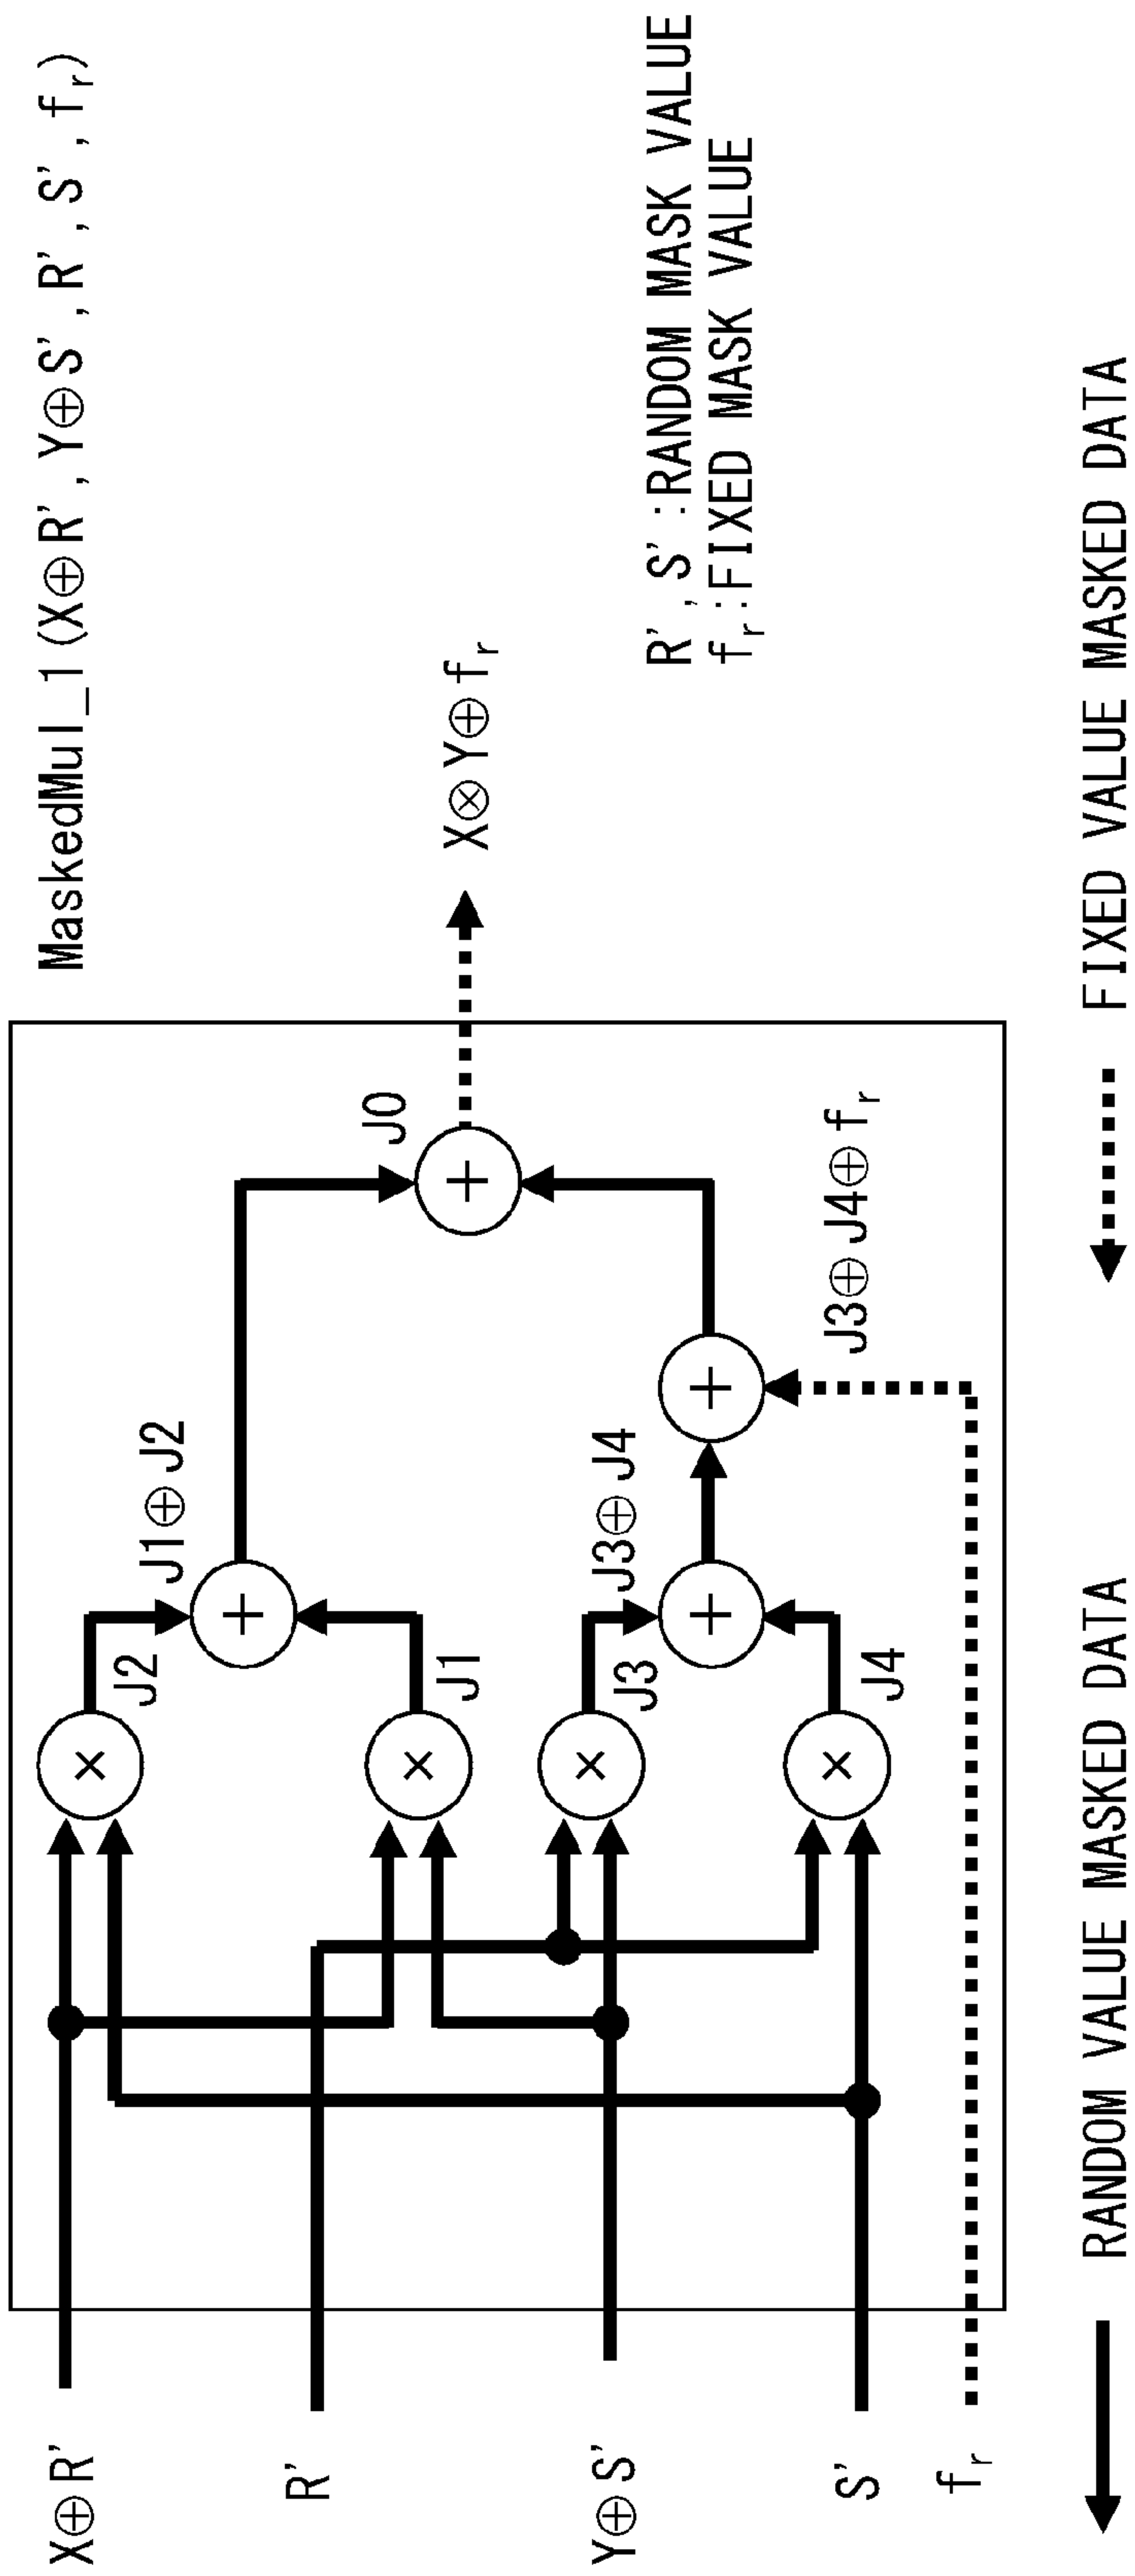 MaskedMul_1(X⊕R',Y⊕S',R',S',fr)
X⊕R'
R'
Y⊕S'
S'
fr
J2
J1
J3
J4
J1⊕J2
J3⊕J4
J3⊕J4⊕fr
J0
X⊗Y⊕fr
R',S':RANDOM MASK VALUE
fr:FIXED MASK VALUE
RANDOM VALUE MASKED DATA
FIXED VALUE MASKED DATA